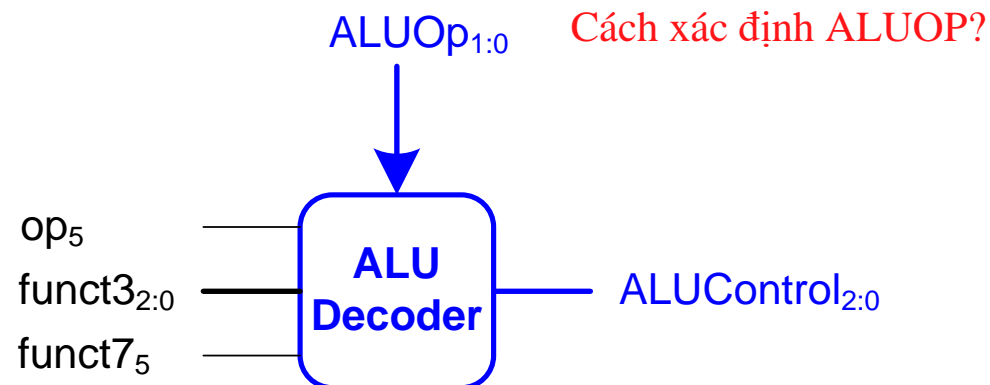 ALUOp1:0
Cách xác định ALUOP?
op5
funct32:0
funct75
ALU
Decoder
ALUControl2:0